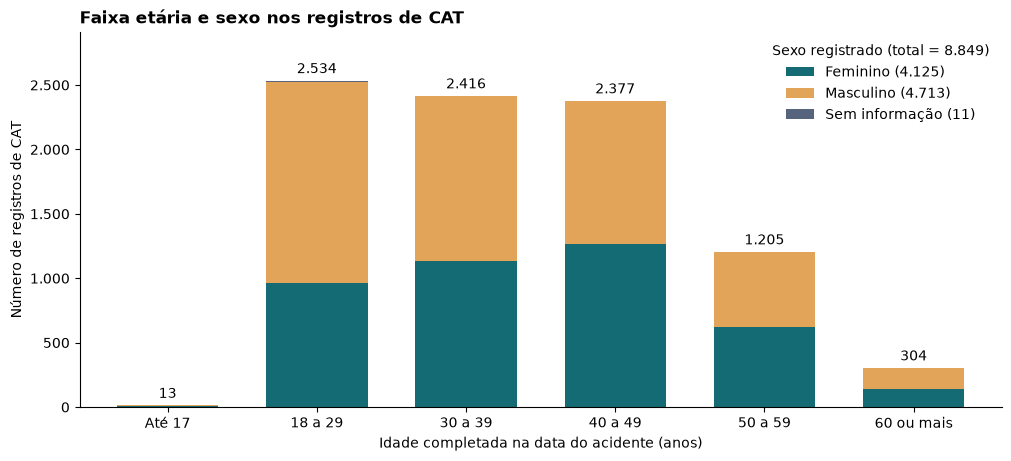 Faixa etária e sexo nos registros de CAT
Sexo registrado (total = 8.849)
Feminino (4.125)
Masculino (4.713)
Sem informação (11)
Número de registros de CAT
2.500
2.000
1.500
1.000
500
0
13
2.534
2.416
2.377
1.205
304
Até 17
18 a 29
30 a 39
40 a 49
50 a 59
60 ou mais
Idade completada na data do acidente (anos)